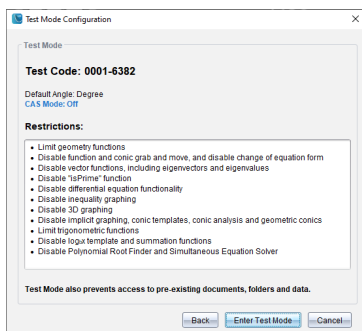 Test Mode Configuration
Test Mode
Test Code: 0001-6382
Default Angle: Degree
CAS Mode: Off
Restrictions:
• Limit geometry functions
• Disable function and conic grab and move, and disable change of equation form
• Disable vector functions, including eigenvectors and eigenvalues
• Disable "isPrime" function
• Disable differential equation functionality
• Disable inequality graphing
• Disable 3D graphing
• Disable implicit graphing, conic templates, conic analysis and geometric conics
• Limit trigonometric functions
• Disable logx template and summation functions
• Disable Polynomial Root Finder and Simultaneous Equation Solver
Test Mode also prevents access to pre-existing documents, folders and data.
Back Enter Test Mode Cancel